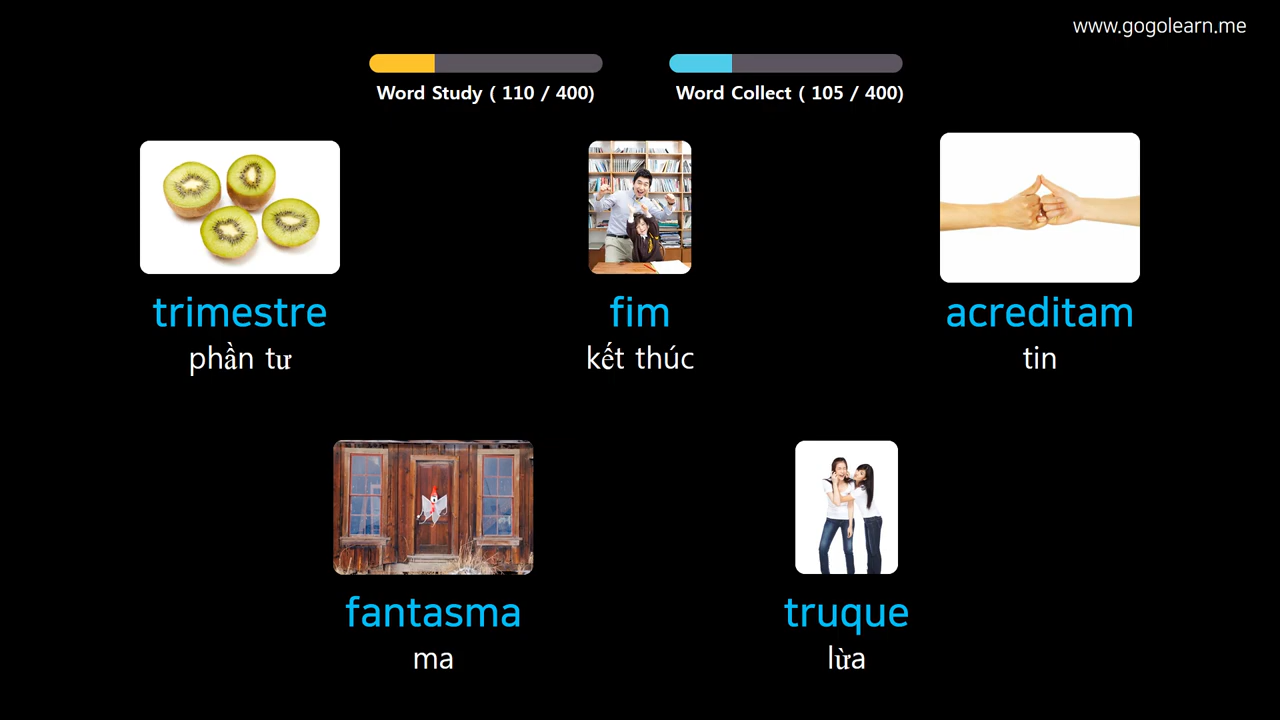 www.gogolearn.me
Word Study ( 110 / 400)
Word Collect ( 105 / 400)
trimestre
phần tư
fim
kết thúc
acreditam
tin
fantasma
ma
truque
lừa